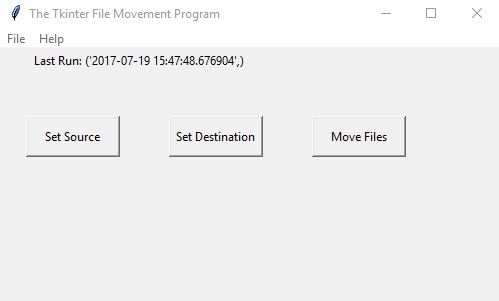 The Tkinter File Movement Program
File Help
Last Run: ('2017-07-19 15:47:48.676904',)
Set Source Set Destination Move Files